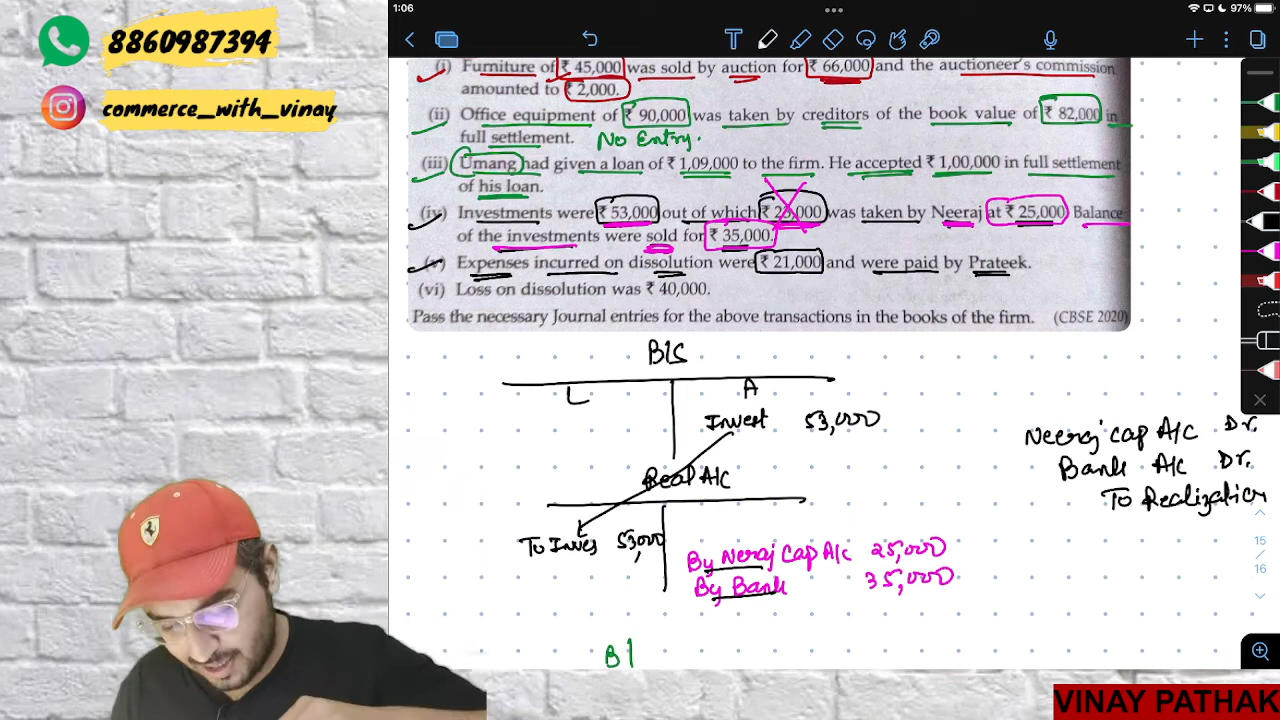 8860987394
commerce_with_vinay
1:06
97%
(i) Furniture of ₹ 45,000 was sold by auction for ₹ 66,000 and the auctioneer's commission
amounted to ₹ 2,000.
(ii) Office equipment of ₹ 90,000 was taken by creditors of the book value of ₹ 82,000 in
full settlement. No Entry.
(iii) Umang had given a loan of ₹ 1,09,000 to the firm. He accepted ₹ 1,00,000 in full settlement
of his loan.
(iv) Investments were ₹ 53,000 out of which was taken by Neeraj at ₹ 25,000 Balance
of the investments were sold for ₹ 35,000.
(v) Expenses incurred on dissolution were ₹ 21,000 and were paid by Prateek.
(vi) Loss on dissolution was ₹ 40,000.
Pass the necessary Journal entries for the above transactions in the books of the firm. (CBSE 2020)
B/S
L A
Invest 53,000
Real A/c
To Inves 53,000
By Neraj Cap A/c 25,000
By Bank 35,000
B/
Neeraj cap A/c Dr.
Bank A/c Dr.
To Realization
15
16
VINAY PATHAK